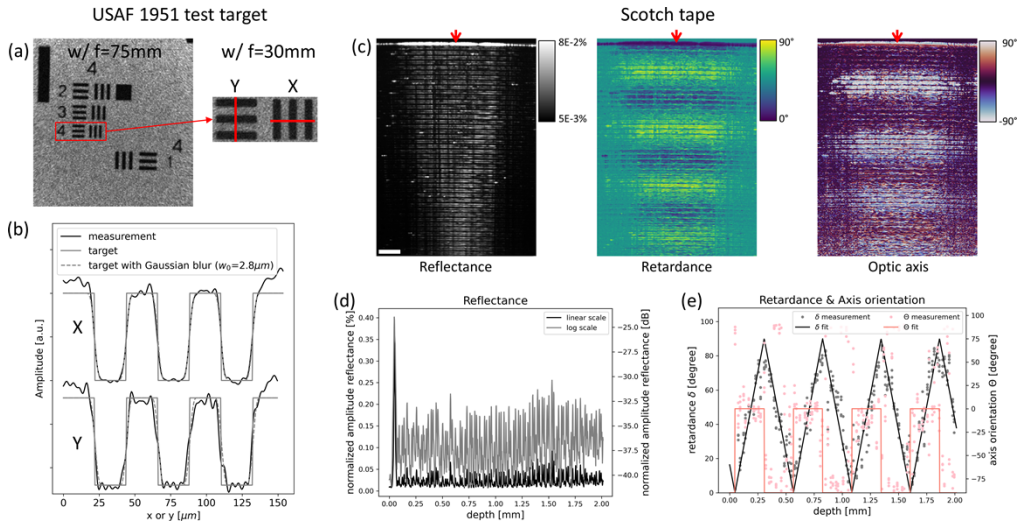 USAF 1951 test target
Scotch tape
(a)
w/ f=75mm
w/ f=30mm
4
2
3
4
4
1
Y
X
(b)
measurement
target
target with Gaussian blur (w₀=2.8μm)
X
Y
Amplitude [a.u.]
0 25 50 75 100 125 150
x or y [μm]
(c)
8E-2%
5E-3%
Reflectance
90°
0°
Retardance
90°
-90°
Optic axis
(d)
Reflectance
linear scale
log scale
normalized amplitude reflectance [%]
0.40
0.35
0.30
0.25
0.20
0.15
0.10
0.05
0.00
-25.0
-27.5
-30.0
-32.5
-35.0
-37.5
-40.0
normalized amplitude reflectance [dB]
0.0 0.25 0.50 0.75 1.0 1.25 1.50 1.75 2.0
depth [mm]
(e)
Retardance & Axis orientation
δ measurement
δ fit
Θ measurement
Θ fit
retardance δ [degree]
100
80
60
40
20
0
100
75
50
25
0
-25
-50
-75
axis orientation Θ [degree]
0.0 0.25 0.50 0.75 1.0 1.25 1.50 1.75 2.0
depth [mm]